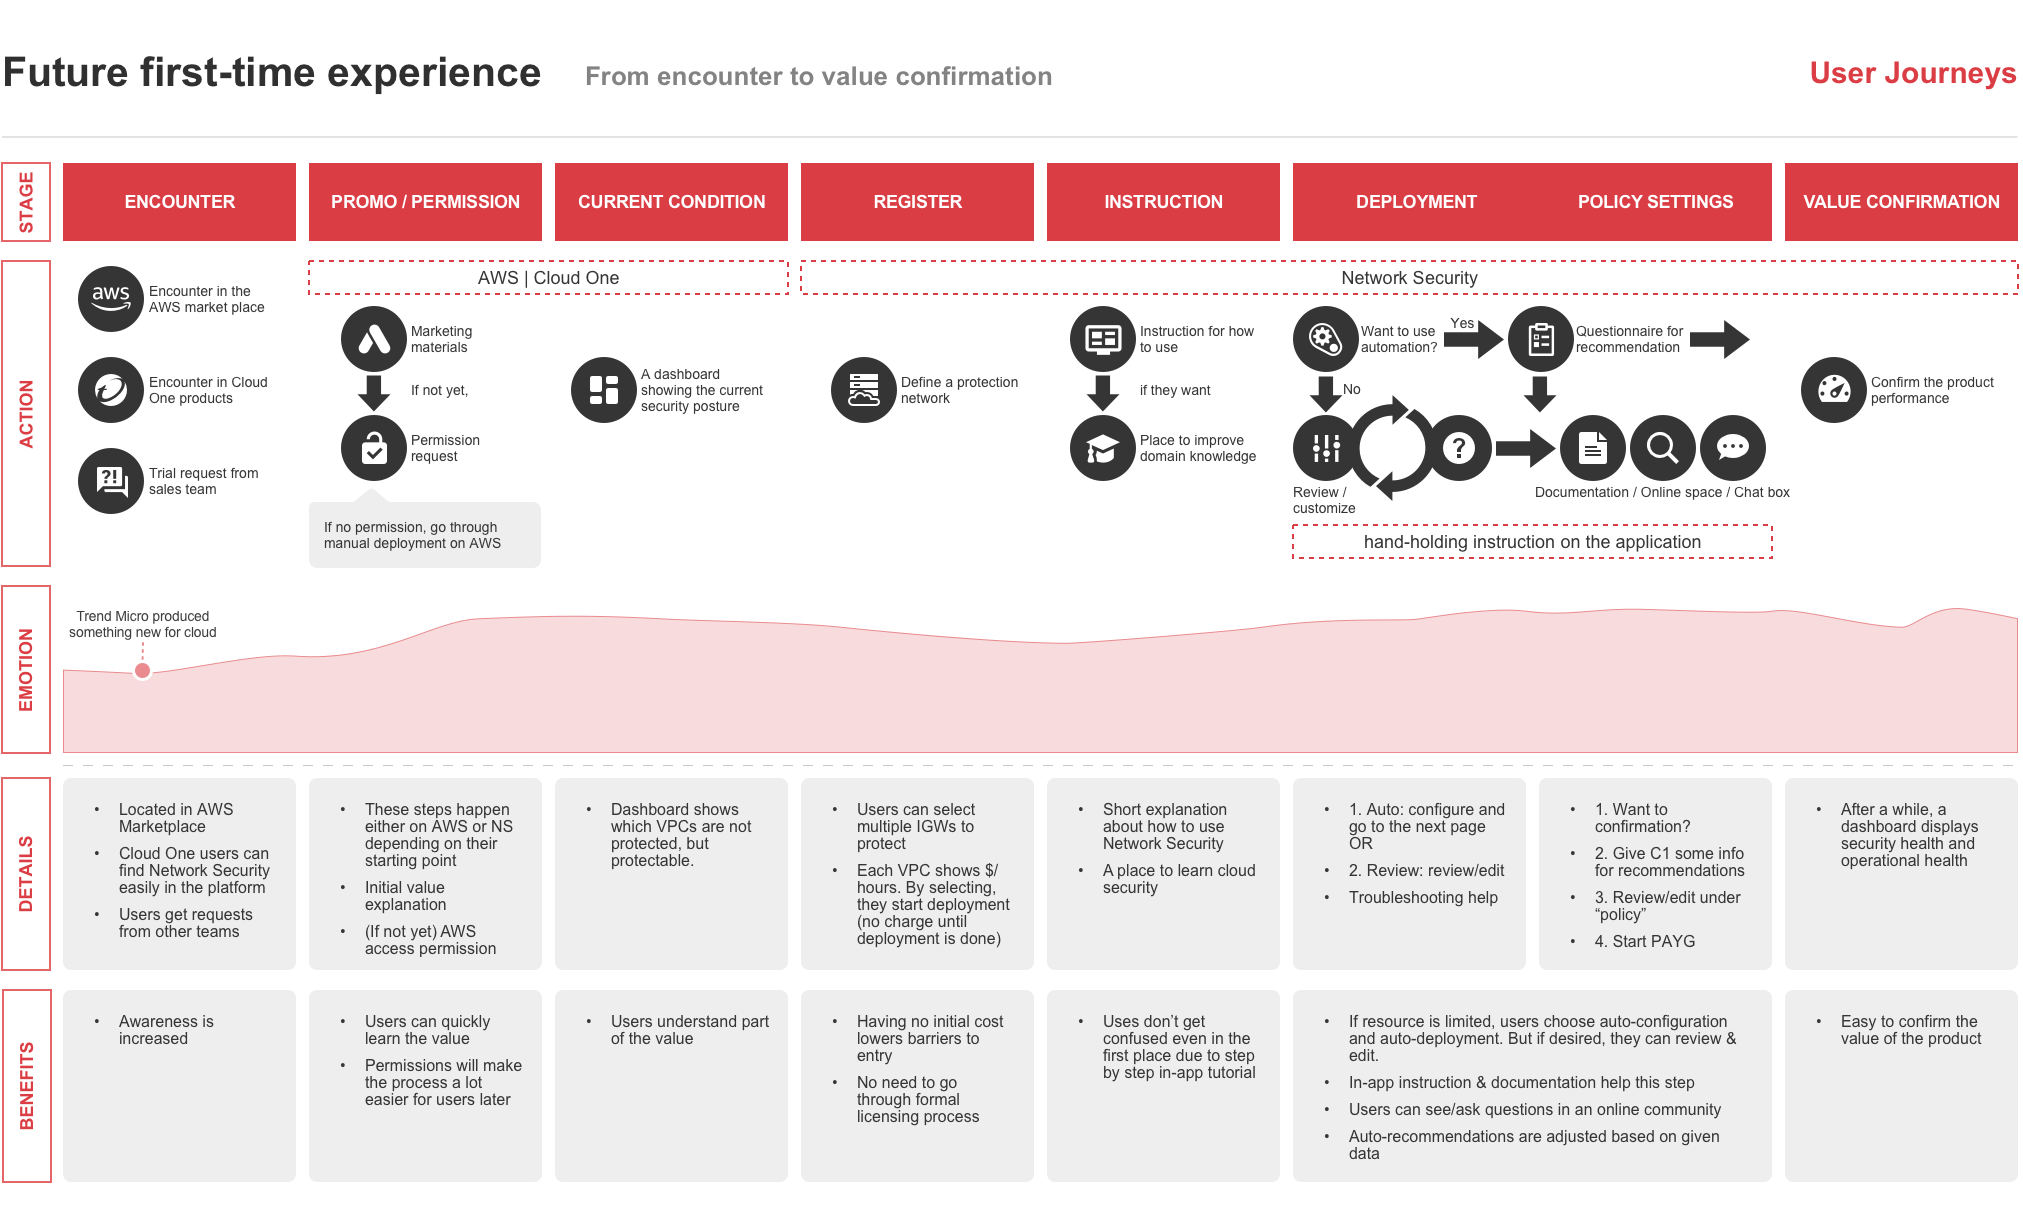 Future first-time experience
From encounter to value confirmation
User Journeys
STAGE
ENCOUNTER
PROMO / PERMISSION
CURRENT CONDITION
REGISTER
INSTRUCTION
DEPLOYMENT
POLICY SETTINGS
VALUE CONFIRMATION
ACTION
aws
Encounter in the
AWS market place
Encounter in Cloud
One products
?!
Trial request from
sales team
AWS | Cloud One
Marketing
materials
If not yet,
Permission
request
If no permission, go through
manual deployment on AWS
A dashboard
showing the current
security posture
Network Security
Define a protection
network
Instruction for how
to use
if they want
Place to improve
domain knowledge
Want to use
automation?
Yes
No
Questionnaire for
recommendation
?
Review /
customize
Documentation / Online space / Chat box
hand-holding instruction on the application
Confirm the product
performance
EMOTION
Trend Micro produced
something new for cloud
DETAILS
• Located in AWS
Marketplace
• Cloud One users can
find Network Security
easily in the platform
• Users get requests
from other teams
• These steps happen
either on AWS or NS
depending on their
starting point
• Initial value
explanation
• (If not yet) AWS
access permission
• Dashboard shows
which VPCs are not
protected, but
protectable.
• Users can select
multiple IGWs to
protect
• Each VPC shows $/
hours. By selecting,
they start deployment
(no charge until
deployment is done)
• Short explanation
about how to use
Network Security
• A place to learn cloud
security
• 1. Auto: configure and
go to the next page
OR
• 2. Review: review/edit
• Troubleshooting help
• 1. Want to
confirmation?
• 2. Give C1 some info
for recommendations
• 3. Review/edit under
“policy”
• 4. Start PAYG
• After a while, a
dashboard displays
security health and
operational health
BENEFITS
• Awareness is
increased
• Users can quickly
learn the value
• Permissions will make
the process a lot
easier for users later
• Users understand part
of the value
• Having no initial cost
lowers barriers to
entry
• No need to go
through formal
licensing process
• Uses don’t get
confused even in the
first place due to step
by step in-app tutorial
• If resource is limited, users choose auto-configuration
and auto-deployment. But if desired, they can review &
edit.
• In-app instruction & documentation help this step
• Users can see/ask questions in an online community
• Auto-recommendations are adjusted based on given
data
• Easy to confirm the
value of the product